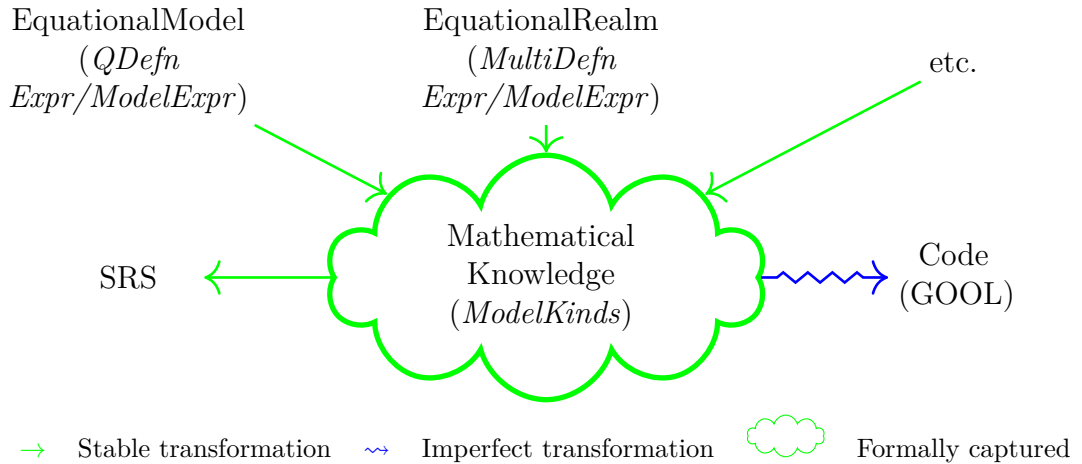 EquationalModel
(QDefn
Expr/ModelExpr)
EquationalRealm
(MultiDefn
Expr/ModelExpr)
etc.
Mathematical
Knowledge
(ModelKinds)
SRS
Code
(GOOL)
Stable transformation
Imperfect transformation
Formally captured